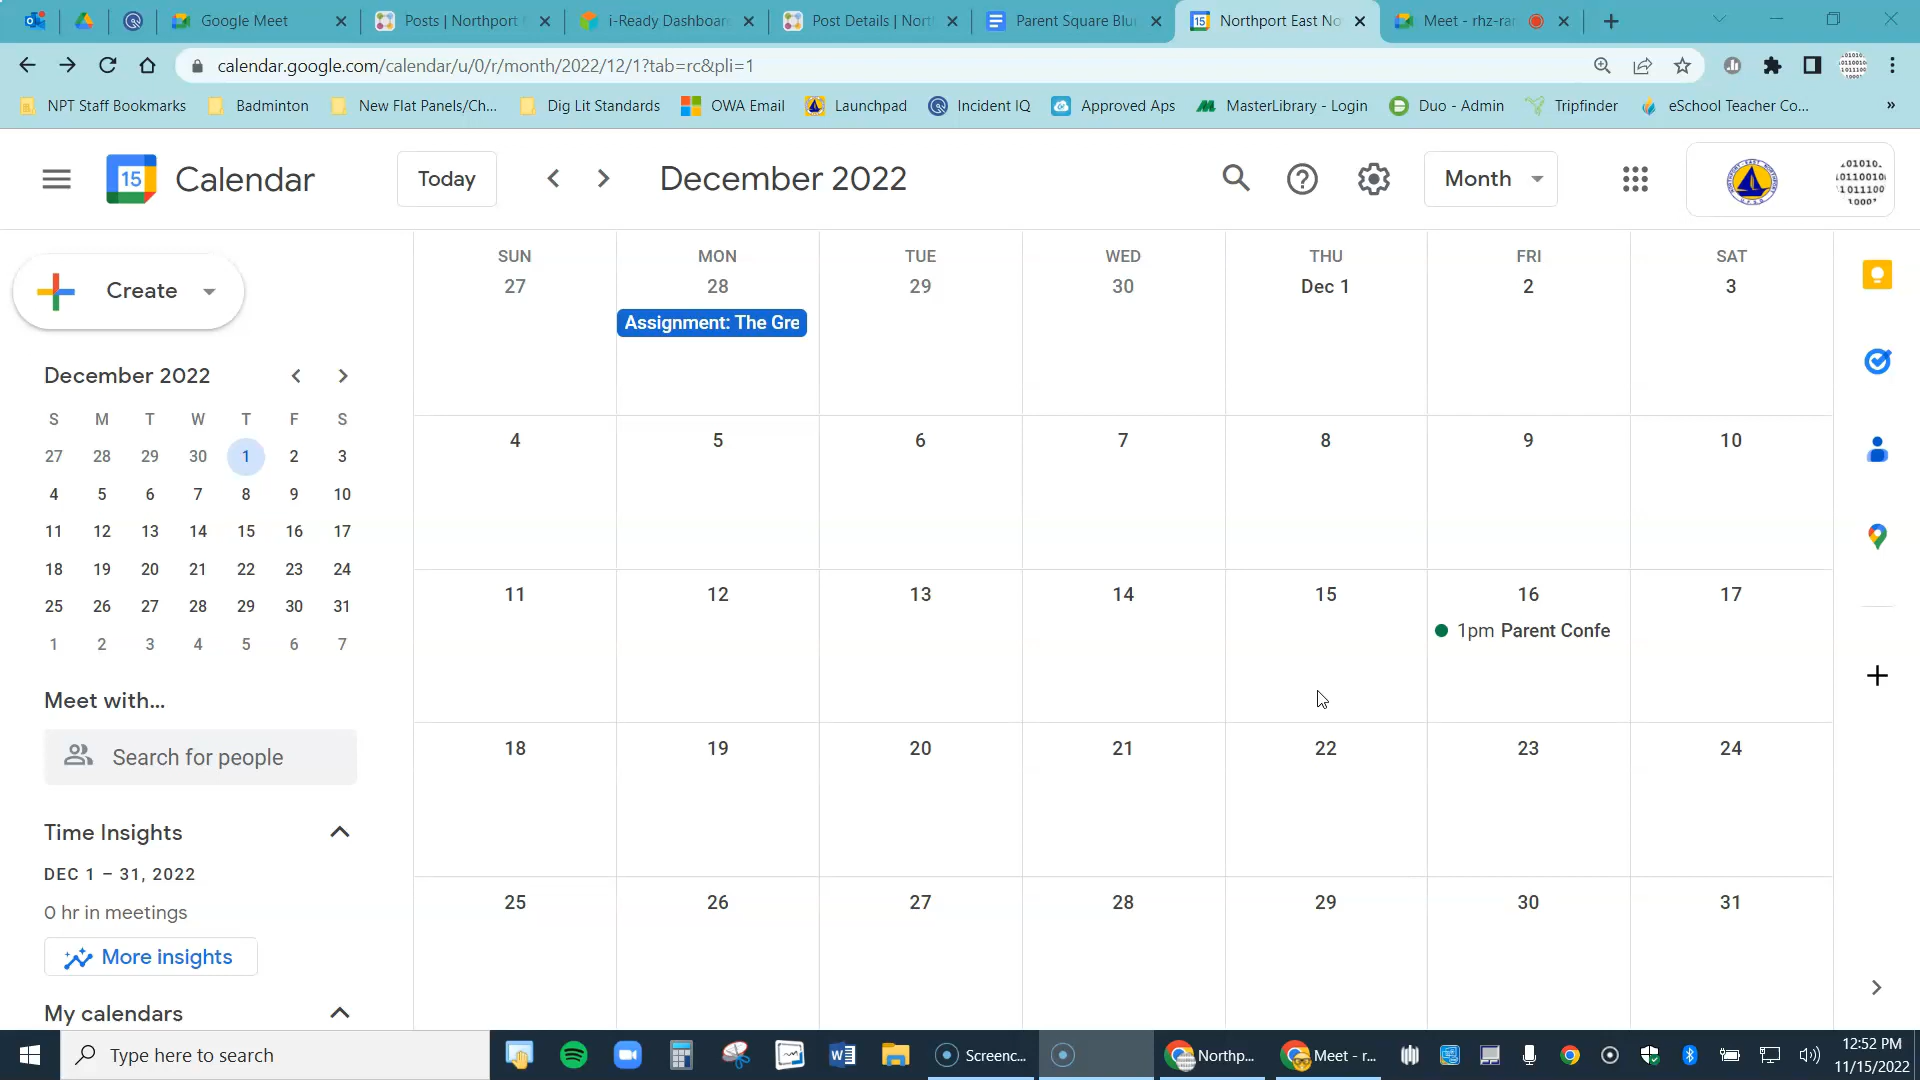 Google Meet
Posts | Northport
i-Ready Dashboar
Post Details | Nort
Parent Square Blu
Northport East No
Meet - rhz-rar
calendar.google.com/calendar/u/0/r/month/2022/12/1?tab=rc&pli=1
NPT Staff Bookmarks
Badminton
New Flat Panels/Ch...
Dig Lit Standards
OWA Email
Launchpad
Incident IQ
Approved Aps
MasterLibrary - Login
Duo - Admin
Tripfinder
eSchool Teacher Co...
»
15 Calendar
Today
December 2022
Month
SUN MON TUE WED THU FRI SAT
27 28 29 30 Dec 1 2 3
Assignment: The Gre
4 5 6 7 8 9 10
11 12 13 14 15 16 17
1pm Parent Confe
18 19 20 21 22 23 24
25 26 27 28 29 30 31
Create
December 2022
S M T W T F S
27 28 29 30 1 2 3
4 5 6 7 8 9 10
11 12 13 14 15 16 17
18 19 20 21 22 23 24
25 26 27 28 29 30 31
1 2 3 4 5 6 7
Meet with...
Search for people
Time Insights
DEC 1 – 31, 2022
0 hr in meetings
More insights
My calendars
Type here to search
Screenc...
Northp...
Meet - r...
12:52 PM
11/15/2022